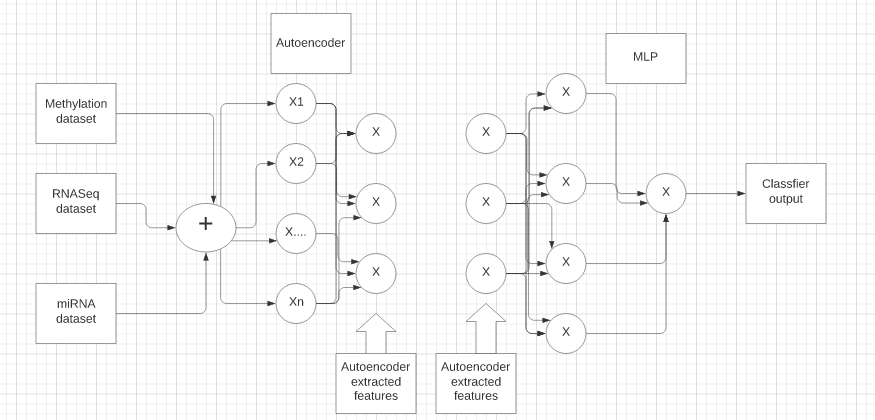 Autoencoder
MLP
Methylation
dataset
RNASeq
dataset
miRNA
dataset
+
X1
X2
X....
Xn
X
X
X
X
X
X
X
X
X
X
X
Classfier
output
Autoencoder
extracted
features
Autoencoder
extracted
features